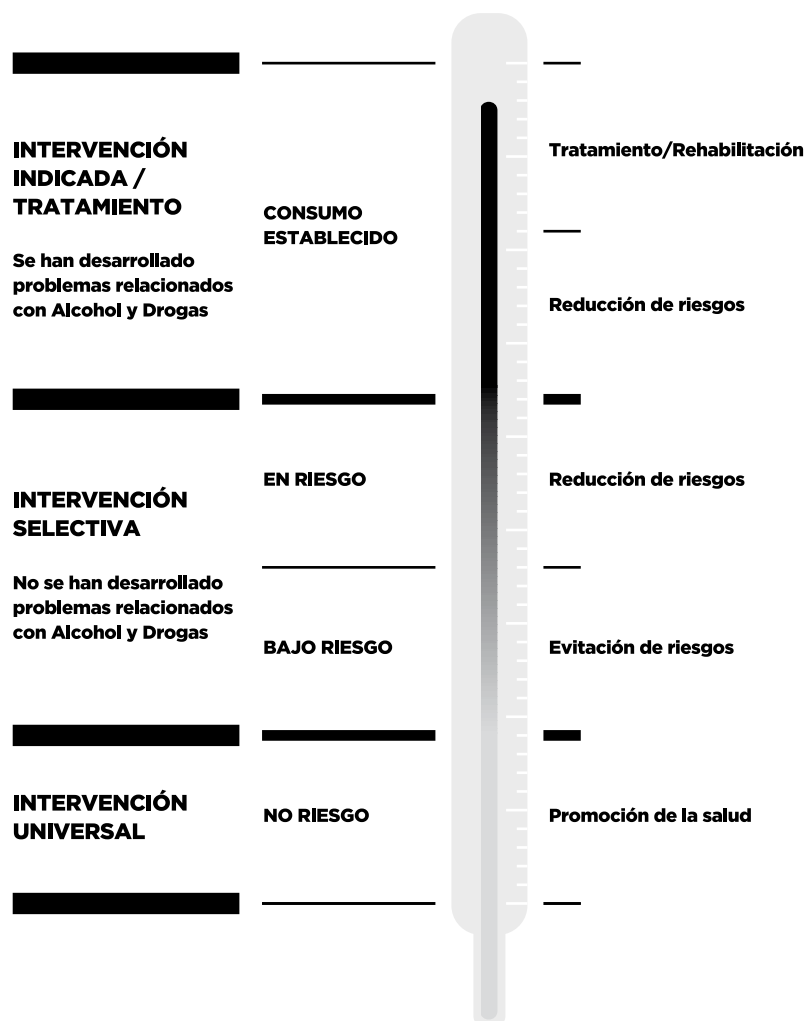 INTERVENCIÓN
INDICADA /
TRATAMIENTO
Se han desarrollado
problemas relacionados
con Alcohol y Drogas
CONSUMO
ESTABLECIDO
Tratamiento/Rehabilitación
Reducción de riesgos
INTERVENCIÓN
SELECTIVA
No se han desarrollado
problemas relacionados
con Alcohol y Drogas
EN RIESGO
Reducción de riesgos
BAJO RIESGO
Evitación de riesgos
INTERVENCIÓN
UNIVERSAL
NO RIESGO
Promoción de la salud